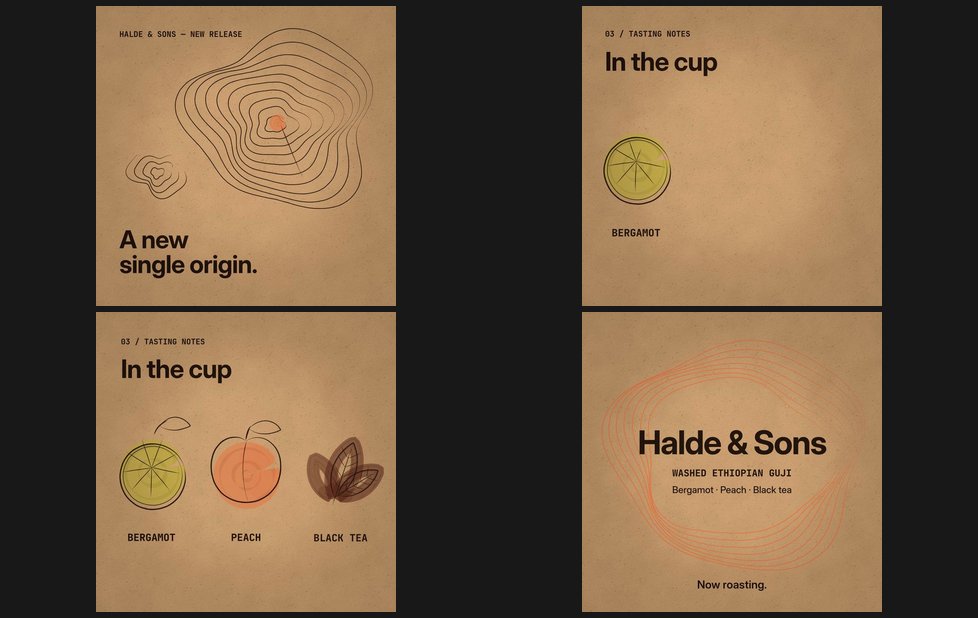 HALDE & SONS — NEW RELEASE
A new
single origin.
03 / TASTING NOTES
In the cup
BERGAMOT
03 / TASTING NOTES
In the cup
BERGAMOT PEACH BLACK TEA
Halde & Sons
WASHED ETHIOPIAN GUJI
Bergamot · Peach · Black tea
Now roasting.